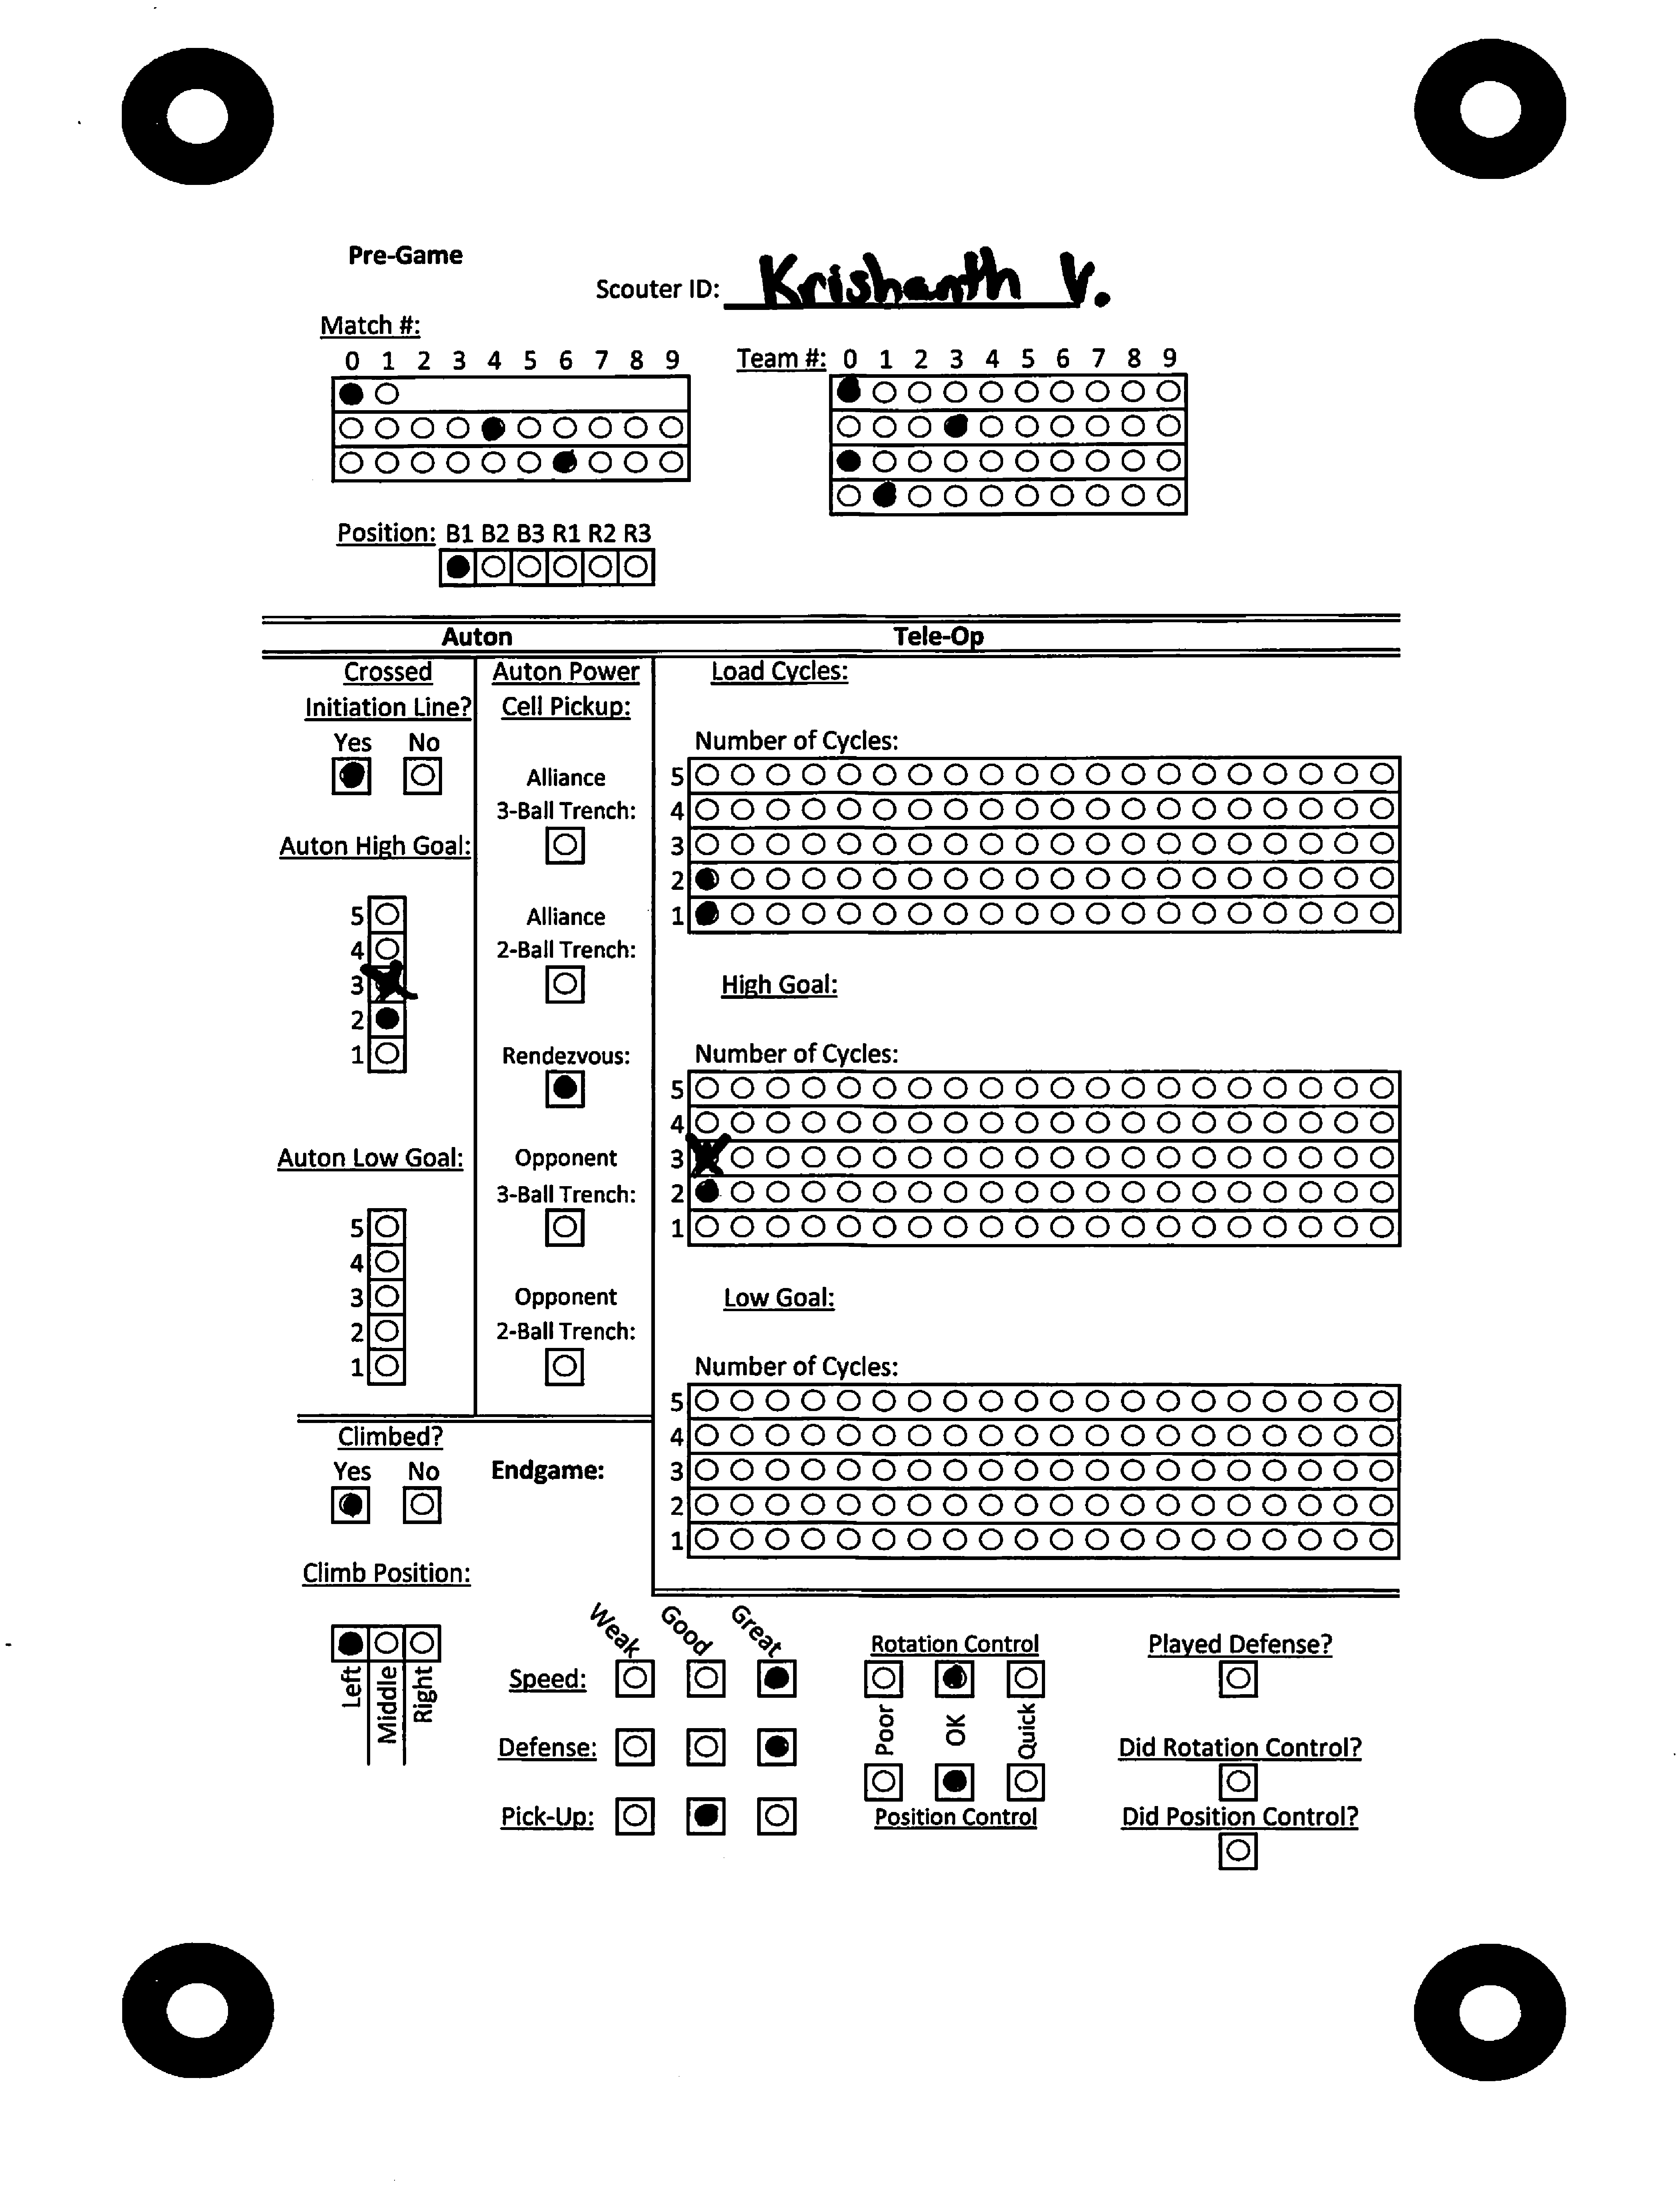 Pre-Game
Scouter ID: Krishanth V.
Match #:
0 1 2 3 4 5 6 7 8 9
Team #: 0 1 2 3 4 5 6 7 8 9
Position: B1 B2 B3 R1 R2 R3
Auton
Tele-Op
Crossed
Initiation Line?
Yes No
Auton High Goal:
5
4
3
2
1
Auton Low Goal:
5
4
3
2
1
Auton Power
Cell Pickup:
Alliance
3-Ball Trench:
Alliance
2-Ball Trench:
Rendezvous:
Opponent
3-Ball Trench:
Opponent
2-Ball Trench:
Load Cycles:
Number of Cycles:
5
4
3
2
1
High Goal:
Number of Cycles:
5
4
3
2
1
Low Goal:
Number of Cycles:
5
4
3
2
1
Climbed?
Yes No
Endgame:
Climb Position:
Left
Middle
Right
Weak Good Great
Speed:
Defense:
Pick-Up:
Rotation Control
Poor OK Quick
Position Control
Played Defense?
Did Rotation Control?
Did Position Control?